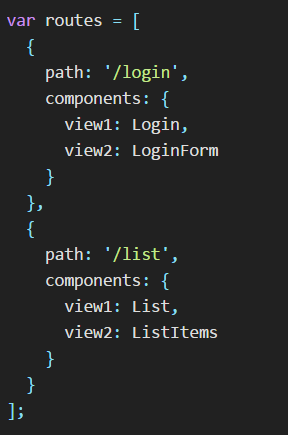 var routes = [
  {
    path: '/login',
    components: {
      view1: Login,
      view2: LoginForm
    }
  },
  {
    path: '/list',
    components: {
      view1: List,
      view2: ListItems
    }
  }
];